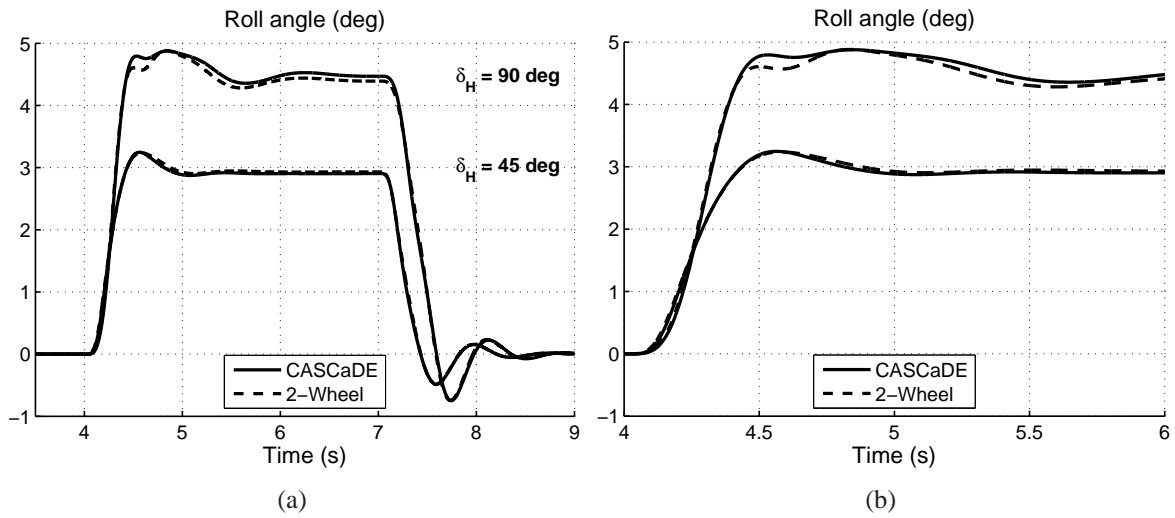 Roll angle (deg)
5
4
3
2
1
0
−1
δH = 90 deg
δH = 45 deg
CASCaDE
2−Wheel
4 5 6 7 8 9
Time (s)
(a)
Roll angle (deg)
5
4
3
2
1
0
−1
CASCaDE
2−Wheel
4 4.5 5 5.5 6
Time (s)
(b)